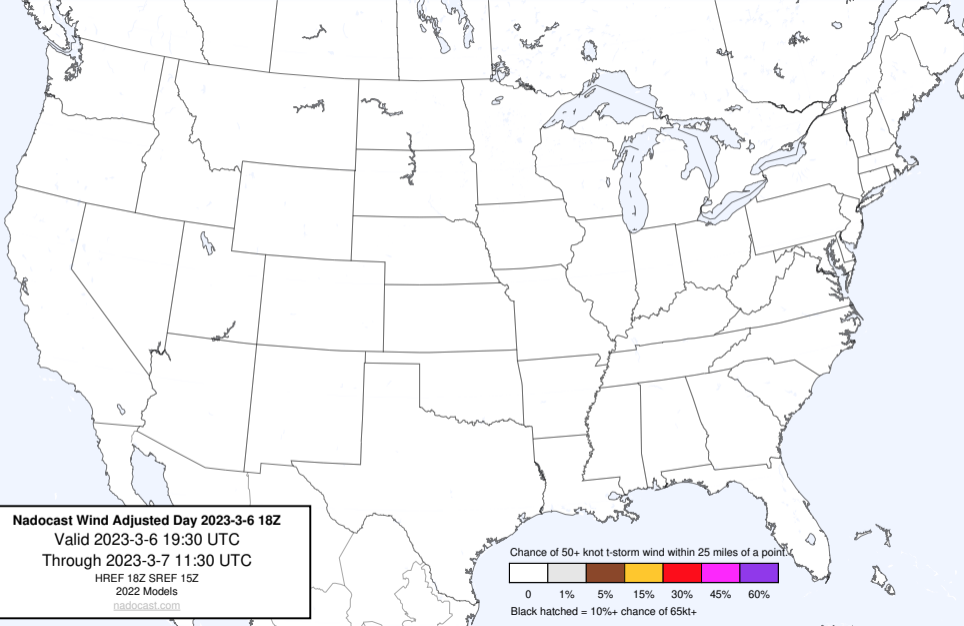 Nadocast Wind Adjusted Day 2023-3-6 18Z
Valid 2023-3-6 19:30 UTC
Through 2023-3-7 11:30 UTC
HREF 18Z SREF 15Z
2022 Models
nadocast.com
Chance of 50+ knot t-storm wind within 25 miles of a point.
0 1% 5% 15% 30% 45% 60%
Black hatched = 10%+ chance of 65kt+